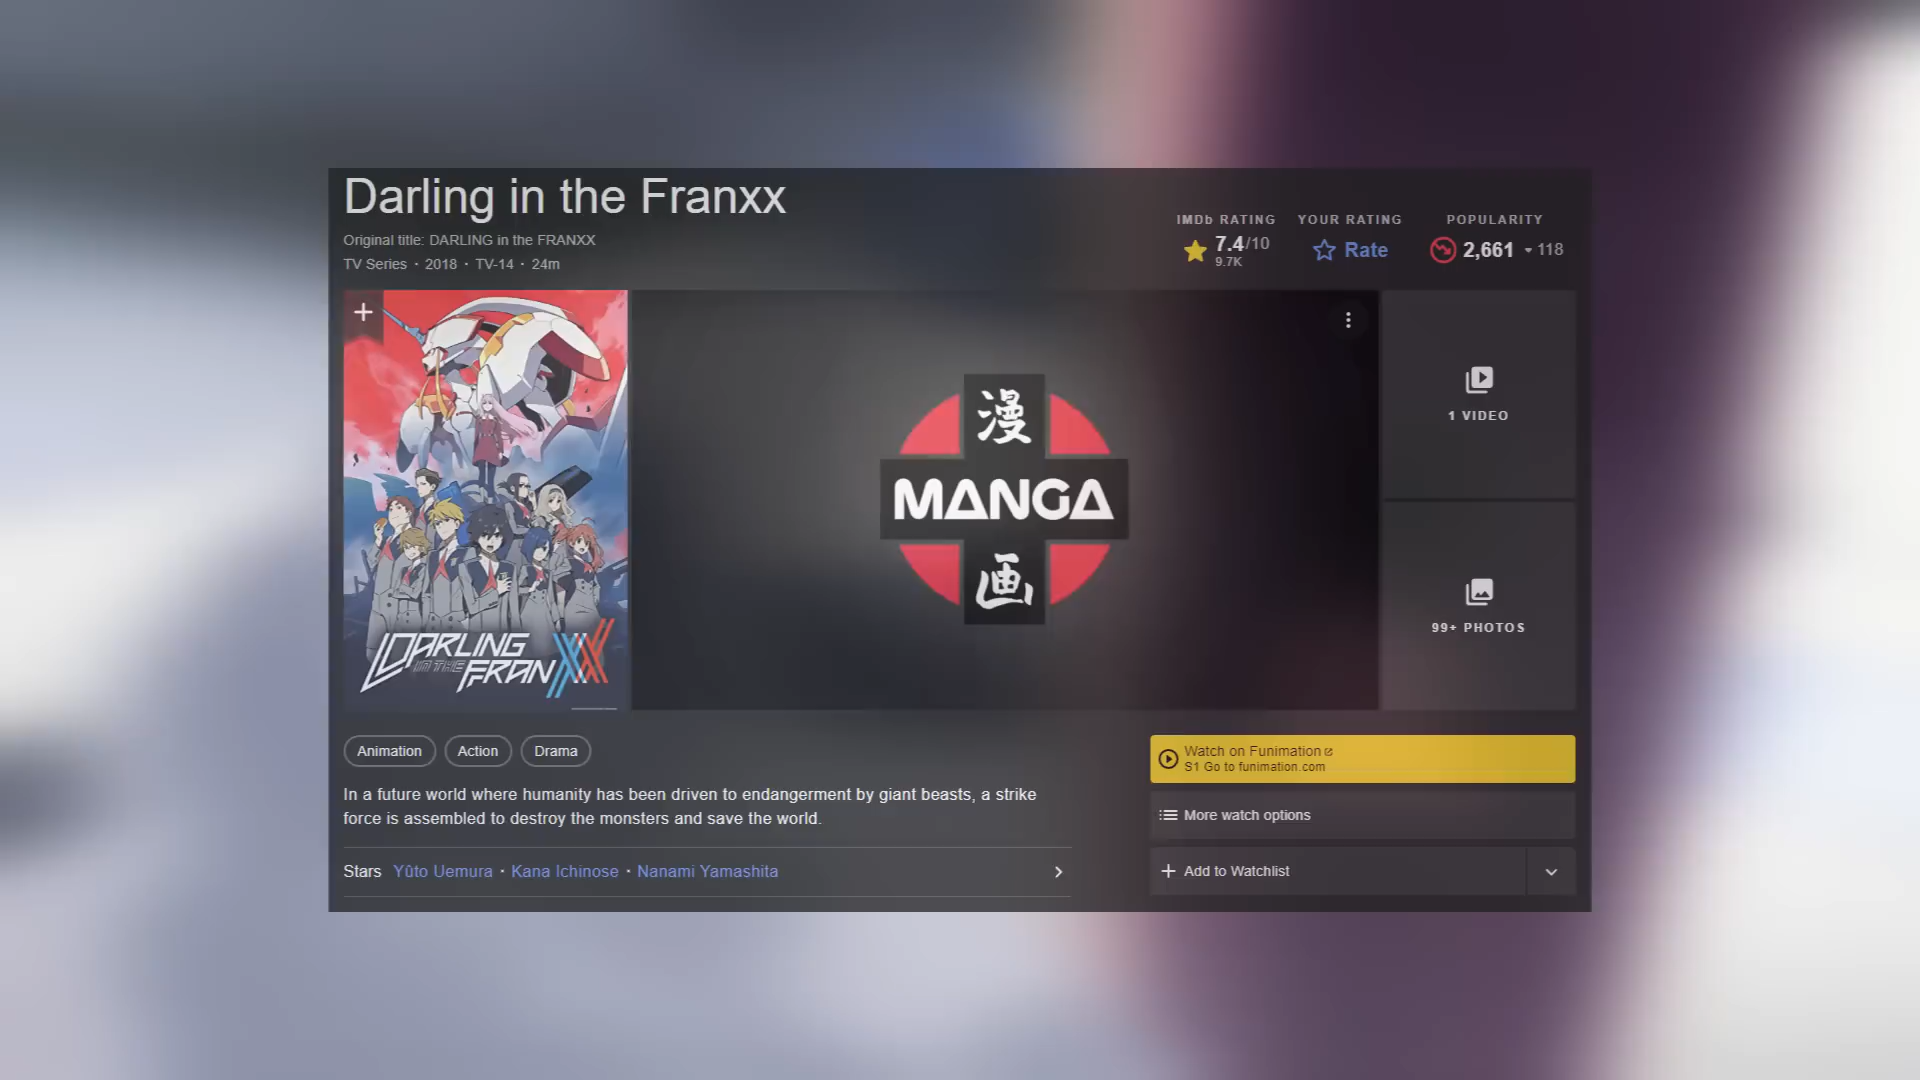 Darling in the Franxx
Original title: DARLING in the FRANXX
TV Series · 2018 · TV-14 · 24m
IMDb RATING
7.4/10
9.7K
YOUR RATING
Rate
POPULARITY
2,661
118
DARLING
IN THE
FRANXX
漫
MANGA
画
1 VIDEO
99+ PHOTOS
Animation
Action
Drama
In a future world where humanity has been driven to endangerment by giant beasts, a strike
force is assembled to destroy the monsters and save the world.
Stars Yûto Uemura · Kana Ichinose · Nanami Yamashita
Watch on Funimation
S1 Go to funimation.com
More watch options
Add to Watchlist